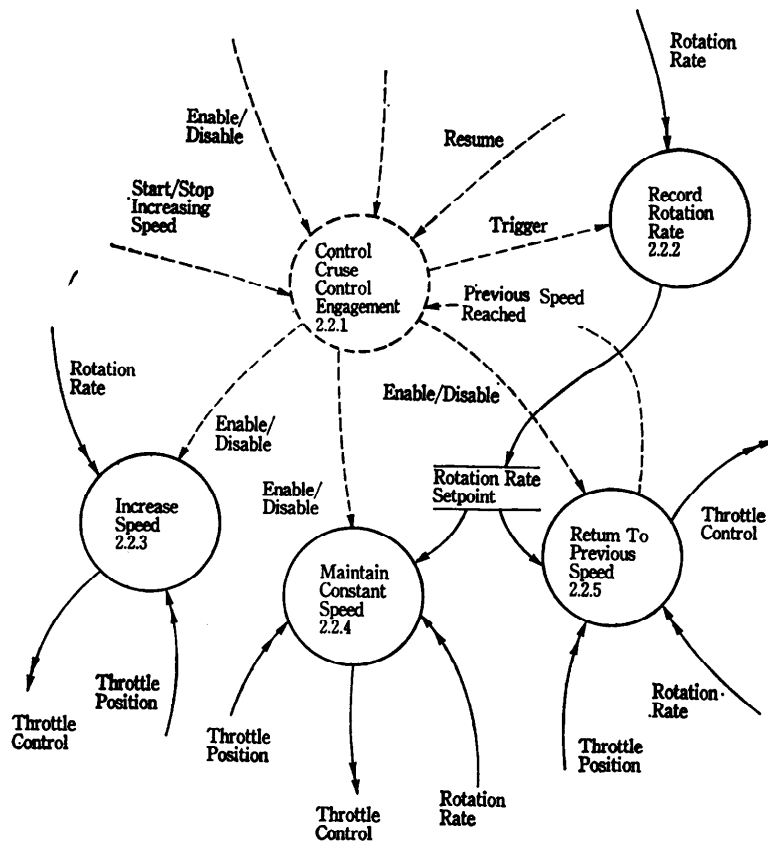 Rotation
Rate
Enable/
Disable
Resume
Start/Stop
Increasing
Speed
Trigger
Record
Rotation
Rate
2.2.2
Control
Cruse
Control
Engagement
2.2.1
Previous Speed
Reached
Rotation
Rate
Enable/
Disable
Enable/Disable
Enable/
Disable
Rotation Rate
Setpoint
Increase
Speed
2.2.3
Throttle
Control
Return To
Previous
Speed
2.2.5
Maintain
Constant
Speed
2.2.4
Throttle
Position
Throttle
Control
Throttle
Position
Rotation
Rate
Throttle
Position
Throttle
Control
Rotation
Rate